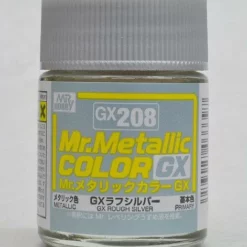 MR.HOBBY
GX208
Mr.Metallic
COLOR GX
Mr.メタリックカラーGX
メタリック色
METALLIC
GXラフシルバー
GX ROUGH SILVER
基本色
PRIMARY